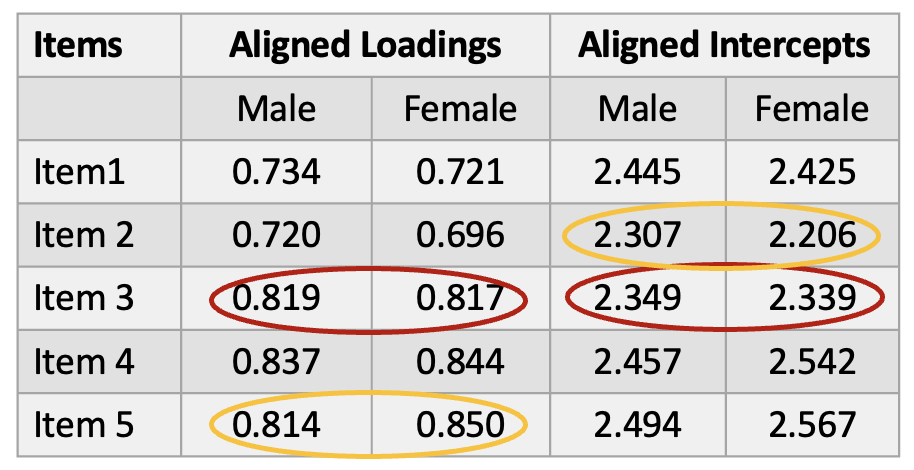 Items Aligned Loadings Aligned Intercepts
Male Female Male Female
Item1 0.734 0.721 2.445 2.425
Item 2 0.720 0.696 2.307 2.206
Item 3 0.819 0.817 2.349 2.339
Item 4 0.837 0.844 2.457 2.542
Item 5 0.814 0.850 2.494 2.567